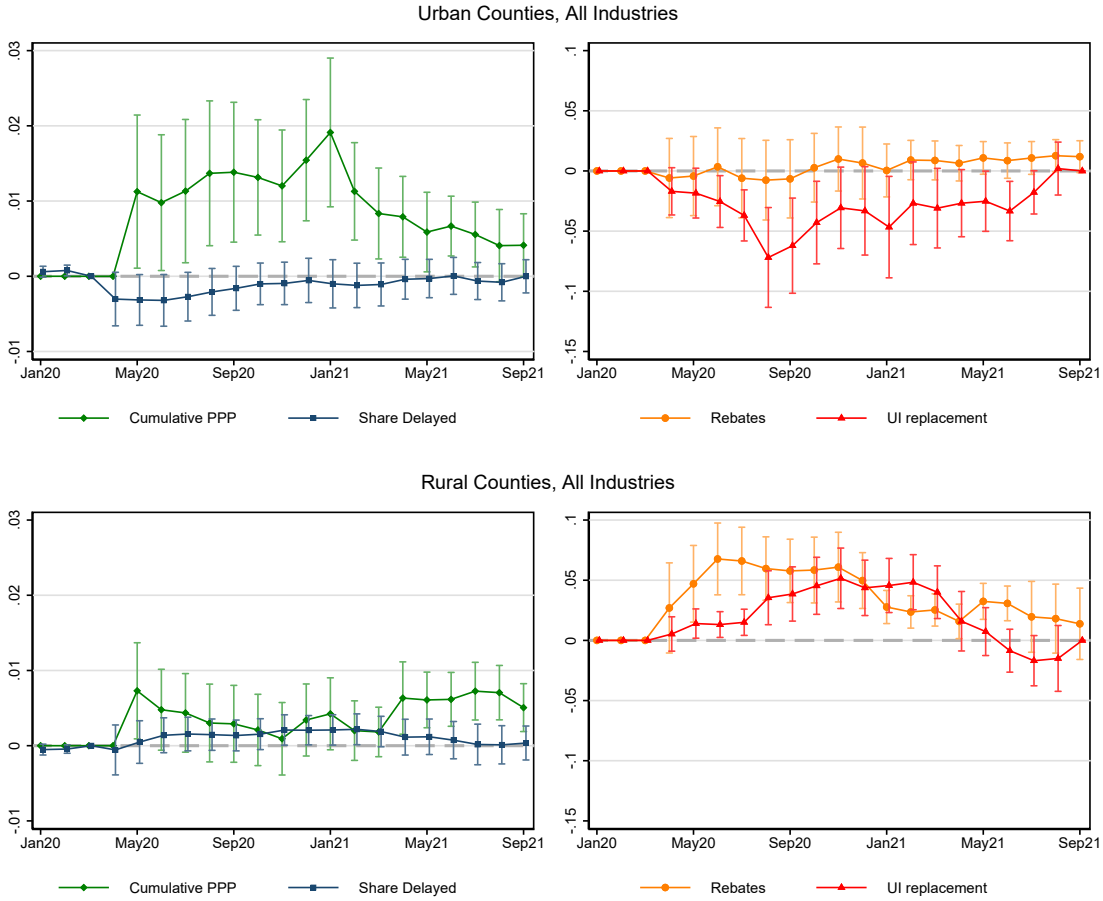 Urban Counties, All Industries
.03
.02
.01
0
-.01
Jan20 May20 Sep20 Jan21 May21 Sep21
Cumulative PPP Share Delayed
.1
.05
0
-.05
-.1
-.15
Jan20 May20 Sep20 Jan21 May21 Sep21
Rebates UI replacement
Rural Counties, All Industries
.03
.02
.01
0
-.01
Jan20 May20 Sep20 Jan21 May21 Sep21
Cumulative PPP Share Delayed
.1
.05
0
-.05
-.1
-.15
Jan20 May20 Sep20 Jan21 May21 Sep21
Rebates UI replacement